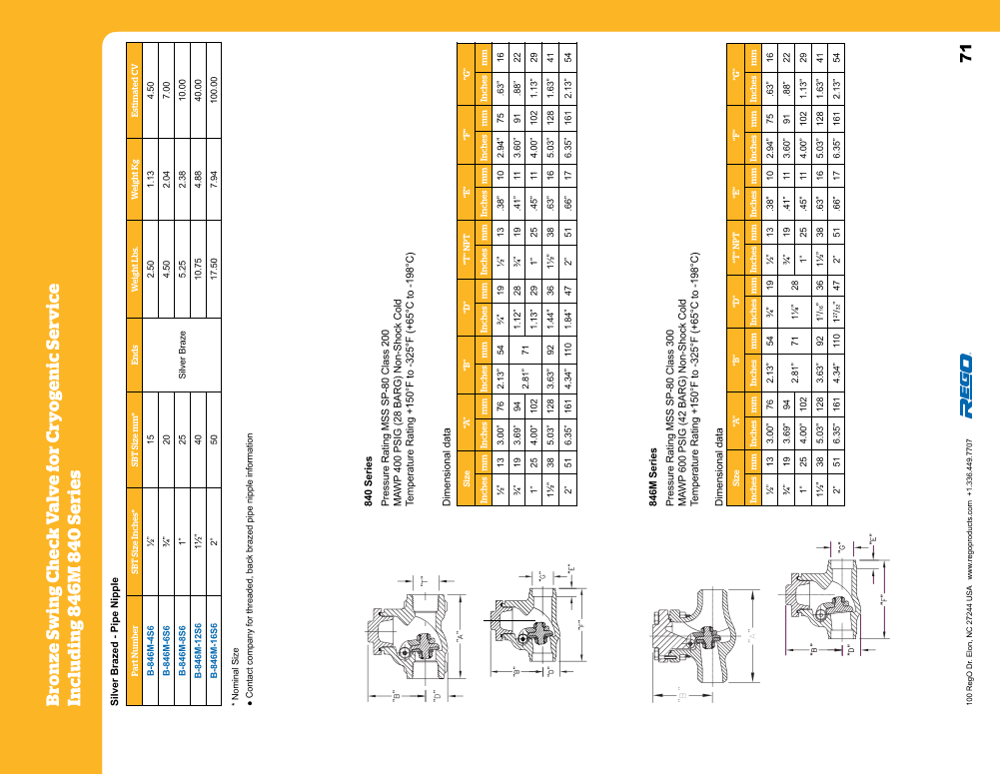 Bronze Swing Check Valve for Cryogenic Service
Including 846M 840 Series
Silver Brazed - Pipe Nipple
Part Number SBT Size Inches* SBT Size mm* Ends Weight Lbs. Weight Kg Estimated CV
B-846M-4S6 ½" 15 Silver Braze 2.50 1.13 4.50
B-846M-6S6 ¾" 20 4.50 2.04 7.00
B-846M-8S6 1" 25 5.25 2.38 10.00
B-846M-12S6 1½" 40 10.75 4.88 40.00
B-846M-16S6 2" 50 17.50 7.94 100.00
* Nominal Size
● Contact company for threaded, back brazed pipe nipple information
840 Series
Pressure Rating MSS SP-80 Class 200
MAWP 400 PSIG (28 BARG) Non-Shock Cold
Temperature Rating +150°F to -325°F (+65°C to -198°C)
Dimensional data
Size "A" "B" "D" "T" NPT "E" "F" "G"
Inches mm Inches mm Inches mm Inches mm Inches mm Inches mm Inches mm Inches mm
½" 13 3.00" 76 2.13" 54 ¾" 19 ½" 13 .38" 10 2.94" 75 .63" 16
¾" 19 3.69" 94 2.81" 71 1.12" 28 ¾" 19 .41" 11 3.60" 91 .88" 22
1" 25 4.00" 102 1.13" 29 1" 25 .45" 11 4.00" 102 1.13" 29
1½" 38 5.03" 128 3.63" 92 1.44" 36 1½" 38 .63" 16 5.03" 128 1.63" 41
2" 51 6.35" 161 4.34" 110 1.84" 47 2" 51 .66" 17 6.35" 161 2.13" 54
"T"
"A"
"B"
"D"
"G"
"E"
"F"
"B"
"D"
846M Series
Pressure Rating MSS SP-80 Class 300
MAWP 600 PSIG (42 BARG) Non-Shock Cold
Temperature Rating +150°F to -325°F (+65°C to -198°C)
Dimensional data
Size "A" "B" "D" "T" NPT "E" "F" "G"
Inches mm Inches mm Inches mm Inches mm Inches mm Inches mm Inches mm Inches mm
½" 13 3.00" 76 2.13" 54 ¾" 19 ½" 13 .38" 10 2.94" 75 .63" 16
¾" 19 3.69" 94 2.81" 71 1⅛" 28 ¾" 19 .41" 11 3.60" 91 .88" 22
1" 25 4.00" 102 1" 25 .45" 11 4.00" 102 1.13" 29
1½" 38 5.03" 128 3.63" 92 17/16" 36 1½" 38 .63" 16 5.03" 128 1.63" 41
2" 51 6.35" 161 4.34" 110 127/32" 47 2" 51 .66" 17 6.35" 161 2.13" 54
"A"
"B"
"G"
"E"
"F"
"B"
"D"
100 RegO Dr. Elon, NC 27244 USA www.regoproducts.com +1.336.449.7707
REGO
71